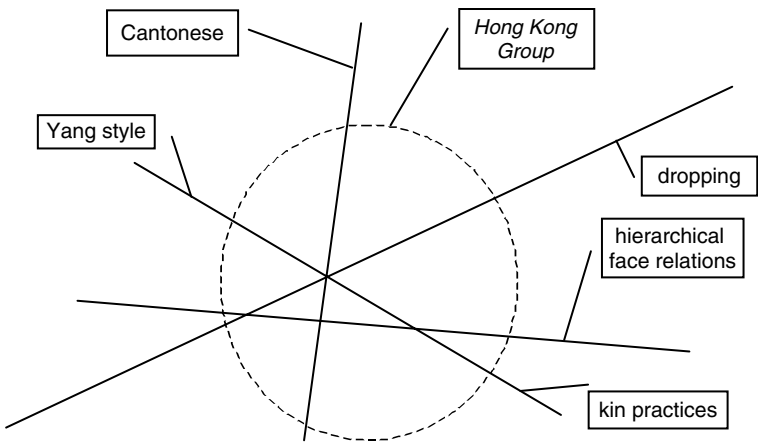 Cantonese
Hong Kong
Group
Yang style
dropping
hierarchical
face relations
kin practices